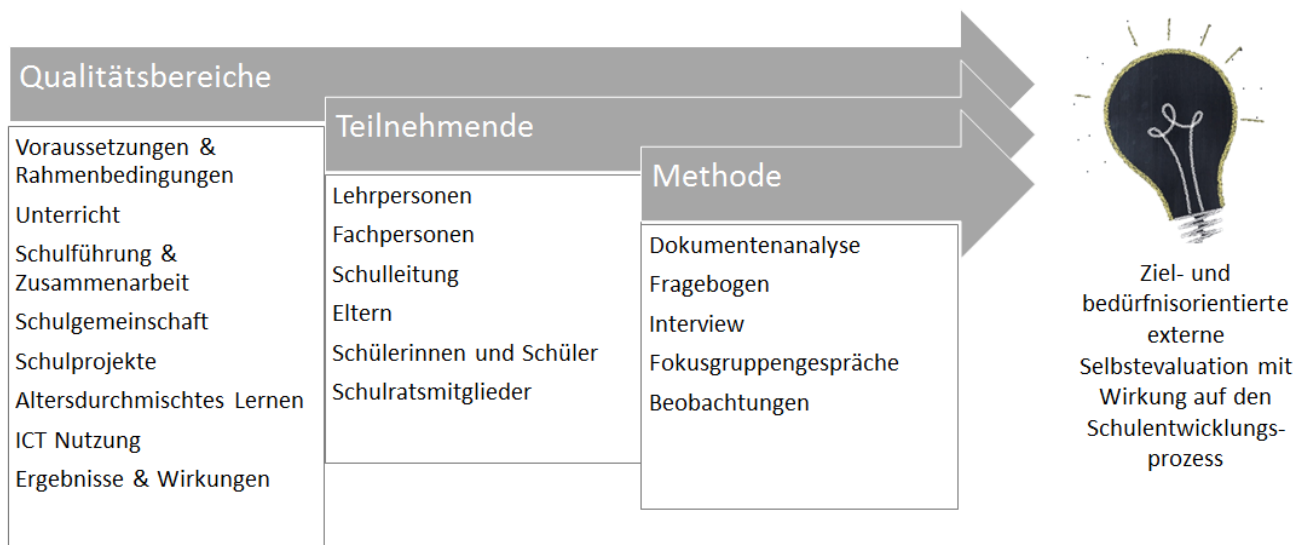 Qualitätsbereiche
Voraussetzungen &
Rahmenbedingungen
Unterricht
Schulführung &
Zusammenarbeit
Schulgemeinschaft
Schulprojekte
Altersdurchmischtes Lernen
ICT Nutzung
Ergebnisse & Wirkungen
Teilnehmende
Lehrpersonen
Fachpersonen
Schulleitung
Eltern
Schülerinnen und Schüler
Schulratsmitglieder
Methode
Dokumentenanalyse
Fragebogen
Interview
Fokusgruppengespräche
Beobachtungen
Ziel- und
bedürfnisorientierte
externe
Selbstevaluation mit
Wirkung auf den
Schulentwicklungs-
prozess